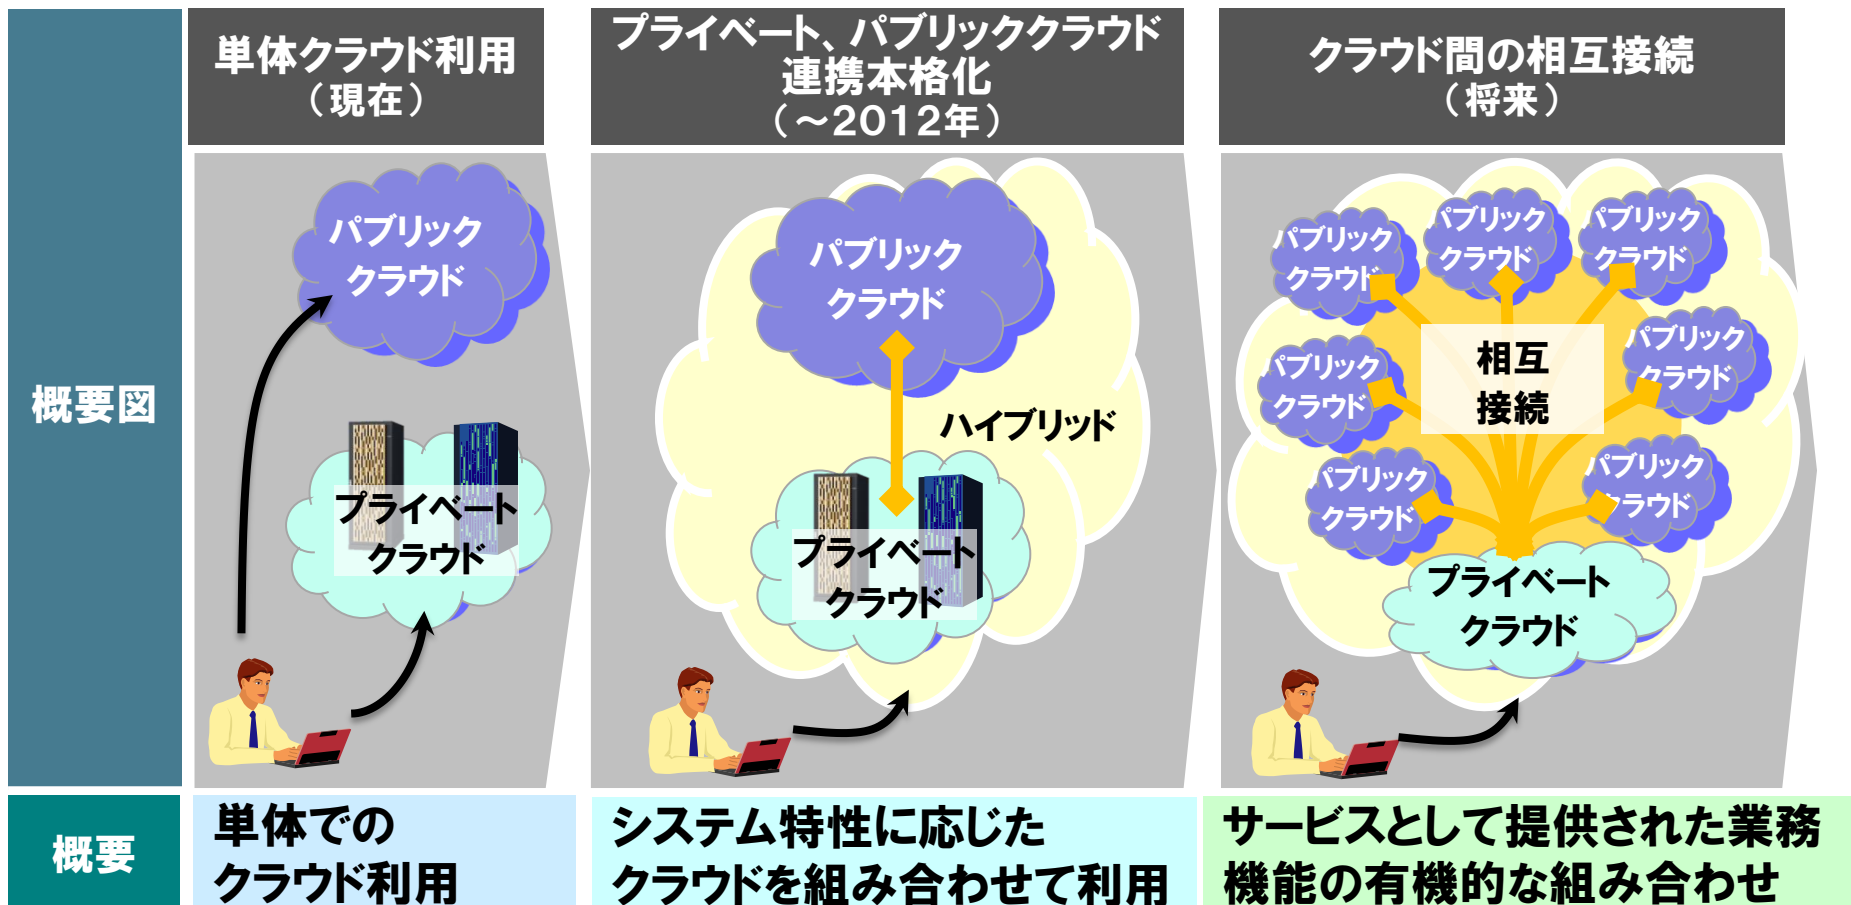 単体クラウド利用
（現在）
プライベート、パブリッククラウド
連携本格化
（～2012年）
クラウド間の相互接続
（将来）
概要図
パブリック
クラウド
プライベート
クラウド
パブリック
クラウド
ハイブリッド
プライベート
クラウド
パブリック
クラウド
パブリック
クラウド
パブリック
クラウド
パブリック
クラウド
パブリック
クラウド
パブリック
クラウド
パブリック
クラウド
相互
接続
プライベート
クラウド
概要
単体での
クラウド利用
システム特性に応じた
クラウドを組み合わせて利用
サービスとして提供された業務
機能の有機的な組み合わせ